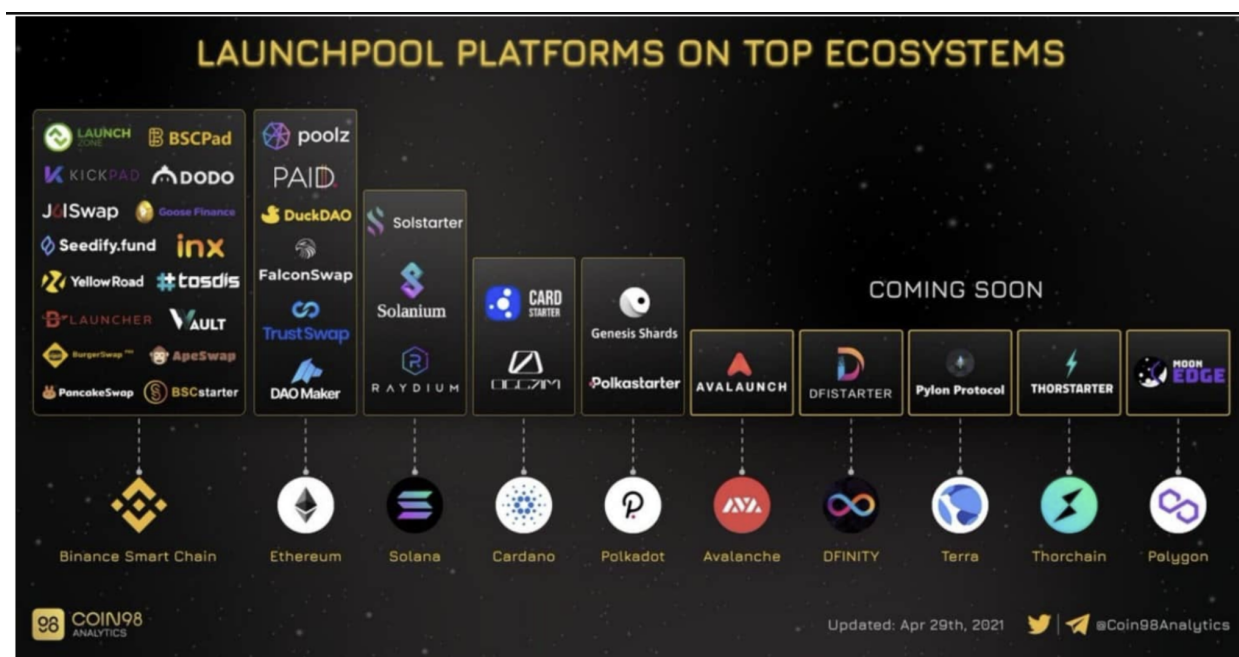 LAUNCHPOOL PLATFORMS ON TOP ECOSYSTEMS
LAUNCH
ZONE
BSCPad
KICKPAD
DODO
JulSwap
Goose Finance
Seedify.fund
inx
YellowRoad
tosdis
B LAUNCHER
VAULT
BurgerSwap
ApeSwap
PancakeSwap
BSCstarter
poolz
PAID
DuckDAO
FalconSwap
TrustSwap
DAO Maker
Solstarter
Solanium
RAYDIUM
CARD
STARTER
Genesis Shards
Polkastarter
COMING SOON
AVALAUNCH
DFISTARTER
Pylon Protocol
THORSTARTER
MOON
EDGE
Binance Smart Chain
Ethereum
Solana
Cardano
Polkadot
AVA
Avalanche
DFINITY
Terra
Thorchain
Polygon
98
COIN98
ANALYTICS
Updated: Apr 29th, 2021
@Coin98Analytics